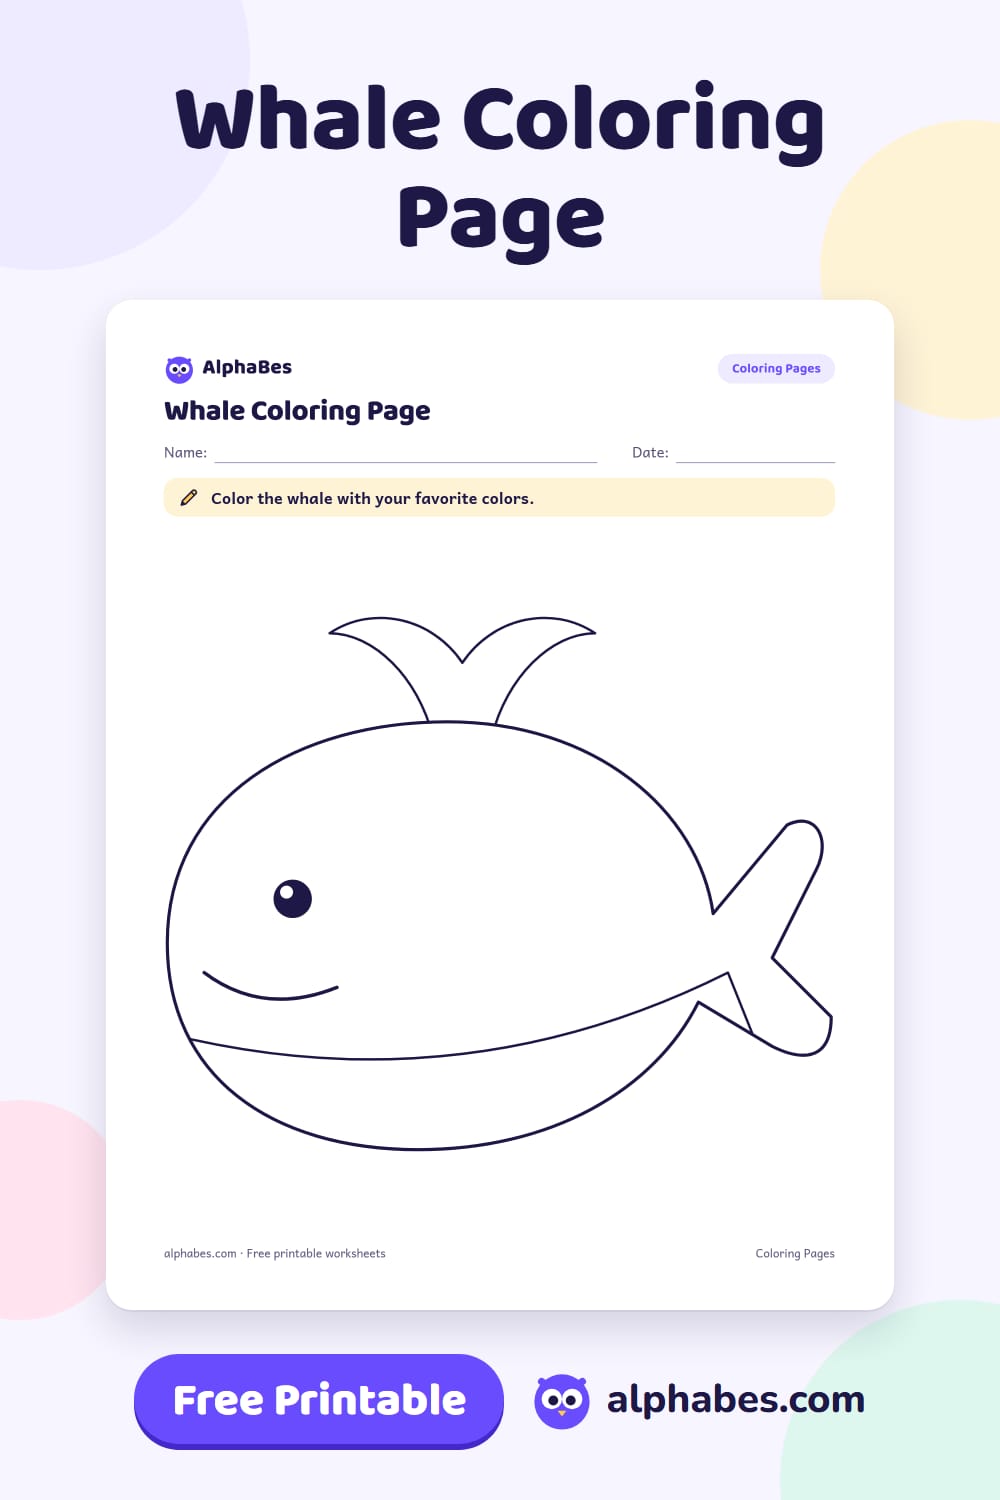 Whale Coloring
Page
AlphaBes
Coloring Pages
Whale Coloring Page
Name:
Date:
Color the whale with your favorite colors.
alphabes.com · Free printable worksheets
Coloring Pages
Free Printable
alphabes.com